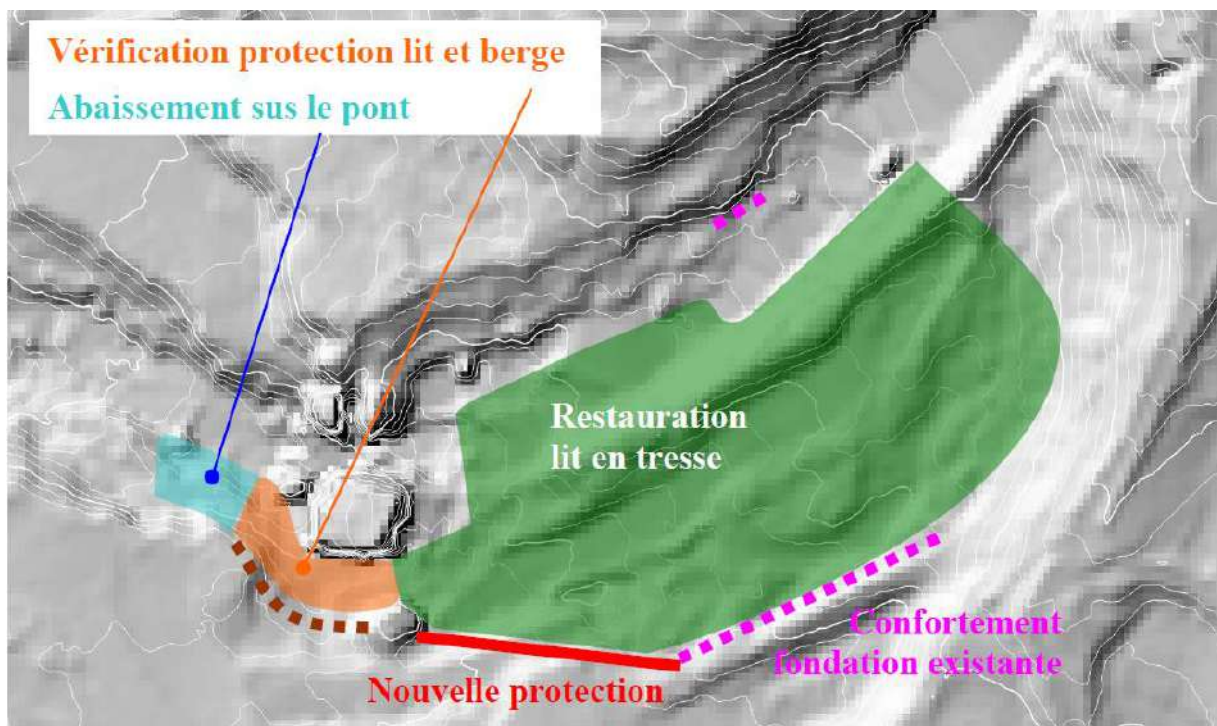 Vérification protection lit et berge
Abaissement sus le pont
Restauration
lit en tresse
Confortement
fondation existante
Nouvelle protection